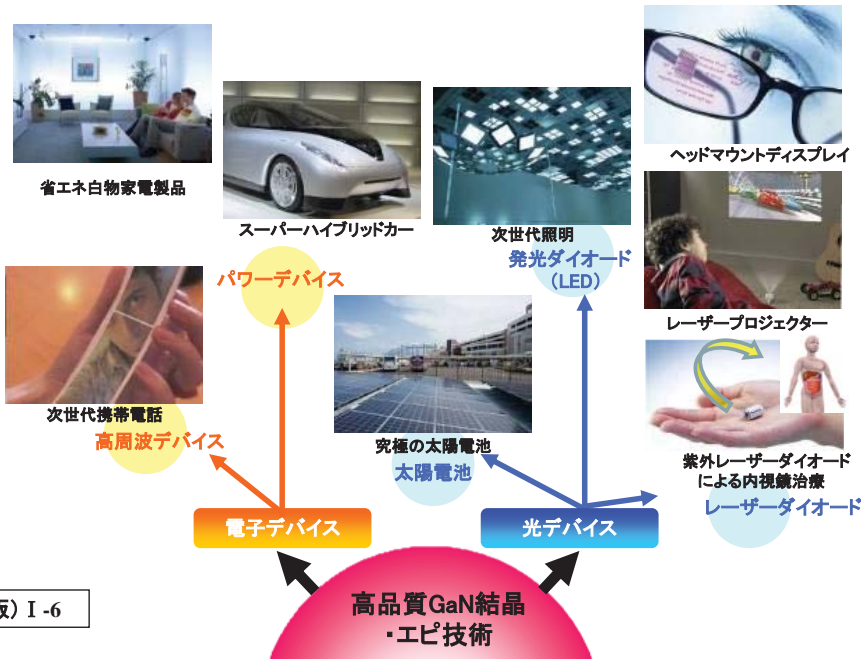 省エネ白物家電製品
スーパーハイブリッドカー
次世代照明
発光ダイオード
(LED)
ヘッドマウントディスプレイ
パワーデバイス
レーザープロジェクター
次世代携帯電話
高周波デバイス
究極の太陽電池
太陽電池
紫外レーザーダイオード
による内視鏡治療
レーザーダイオード
電子デバイス
光デバイス
高品質GaN結晶
・エピ技術
版) I -6